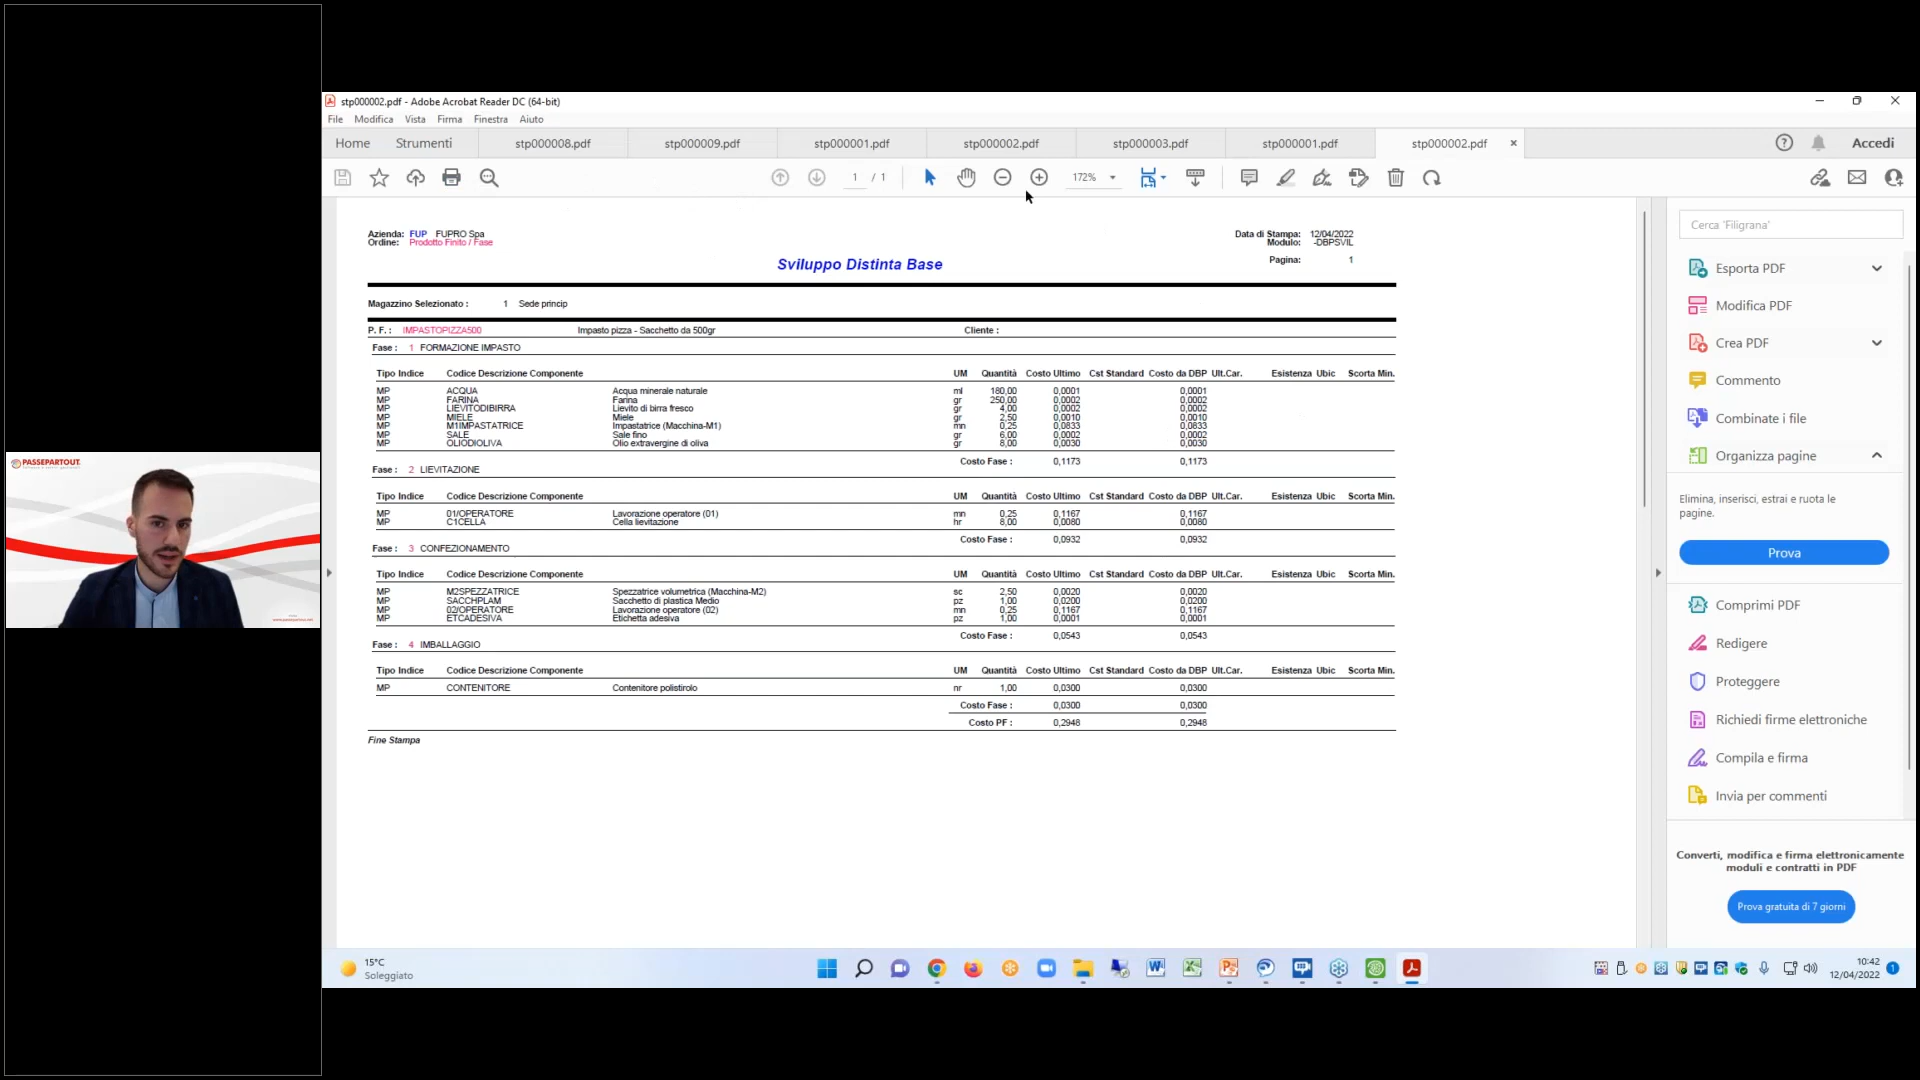 stp000002.pdf - Adobe Acrobat Reader DC (64-bit)
File Modifica Vista Firma Finestra Aiuto
Home Strumenti stp000008.pdf stp000009.pdf stp000001.pdf stp000002.pdf stp000003.pdf stp000001.pdf stp000002.pdf × Accedi
1 / 1 172%
Azienda: FUP FUPRO Spa Data di Stampa: 12/04/2022
Ordine: Prodotto Finito / Fase Modulo: -DBPSVIL
Sviluppo Distinta Base Pagina: 1
Magazzino Selezionato : 1 Sede princip
P. F. : IMPASTOPIZZA500 Impasto pizza - Sacchetto da 500gr Cliente :
Fase : 1 FORMAZIONE IMPASTO
Tipo Indice Codice Descrizione Componente UM Quantità Costo Ultimo Cst Standard Costo da DBP Ult.Car. Esistenza Ubic Scorta Min.
MP ACQUA Acqua minerale naturale ml 180,00 0,0001 0,0001
MP FARINA Farina gr 250,00 0,0002 0,0002
MP LIEVITODIBIRRA Lievito di birra fresco gr 4,00 0,0002 0,0002
MP MIELE Miele gr 2,50 0,0010 0,0010
MP M1IMPASTATRICE Impastatrice (Macchina-M1) mn 0,25 0,0833 0,0833
MP SALE Sale fino gr 6,00 0,0002 0,0002
MP OLIODIOLIVA Olio extravergine di oliva gr 8,00 0,0030 0,0030
Costo Fase : 0,1173 0,1173
Fase : 2 LIEVITAZIONE
Tipo Indice Codice Descrizione Componente UM Quantità Costo Ultimo Cst Standard Costo da DBP Ult.Car. Esistenza Ubic Scorta Min.
MP 01/OPERATORE Lavorazione operatore (01) mn 0,25 0,1167 0,1167
MP C1CELLA Cella lievitazione hr 8,00 0,0080 0,0080
Costo Fase : 0,0932 0,0932
Fase : 3 CONFEZIONAMENTO
Tipo Indice Codice Descrizione Componente UM Quantità Costo Ultimo Cst Standard Costo da DBP Ult.Car. Esistenza Ubic Scorta Min.
MP M2SPEZZATRICE Spezzatrice volumetrica (Macchina-M2) sc 2,50 0,0020 0,0020
MP SACCHPLAM Sacchetto di plastica Medio pz 1,00 0,0200 0,0200
MP 02/OPERATORE Lavorazione operatore (02) mn 0,25 0,1167 0,1167
MP ETCADESIVA Etichetta adesiva pz 1,00 0,0001 0,0001
Costo Fase : 0,0543 0,0543
Fase : 4 IMBALLAGGIO
Tipo Indice Codice Descrizione Componente UM Quantità Costo Ultimo Cst Standard Costo da DBP Ult.Car. Esistenza Ubic Scorta Min.
MP CONTENITORE Contenitore polistirolo nr 1,00 0,0300 0,0300
Costo Fase : 0,0300 0,0300
Costo PF : 0,2948 0,2948
Fine Stampa
Cerca 'Filigrana'
Esporta PDF
Modifica PDF
Crea PDF
Commento
Combinate i file
Organizza pagine
Elimina, inserisci, estrai e ruota le
pagine.
Prova
Comprimi PDF
Redigere
Proteggere
Richiedi firme elettroniche
Compila e firma
Invia per commenti
Converti, modifica e firma elettronicamente
moduli e contratti in PDF
Prova gratuita di 7 giorni
PASSEPARTOUT
www.passepartout.net
15°C
Soleggiato
10:42
12/04/2022 1